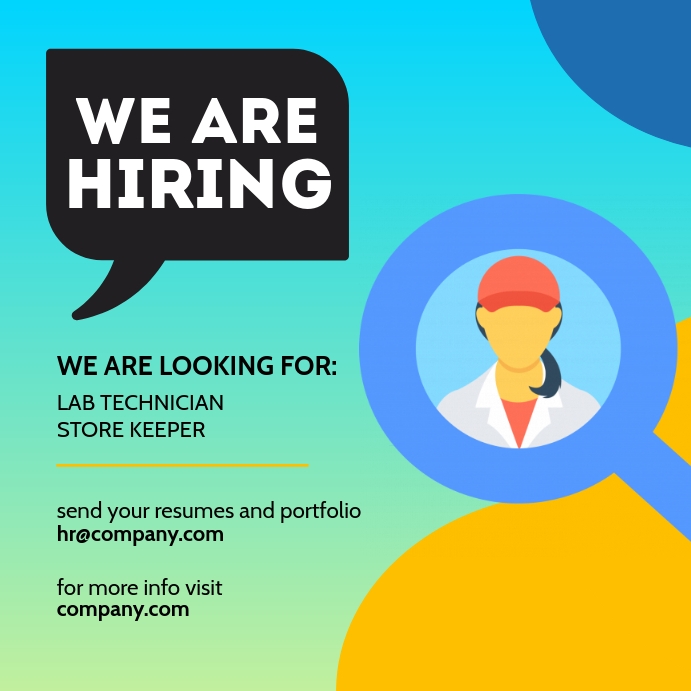 WE ARE
HIRING
WE ARE LOOKING FOR:
LAB TECHNICIAN
STORE KEEPER
send your resumes and portfolio
hr@company.com
for more info visit
company.com